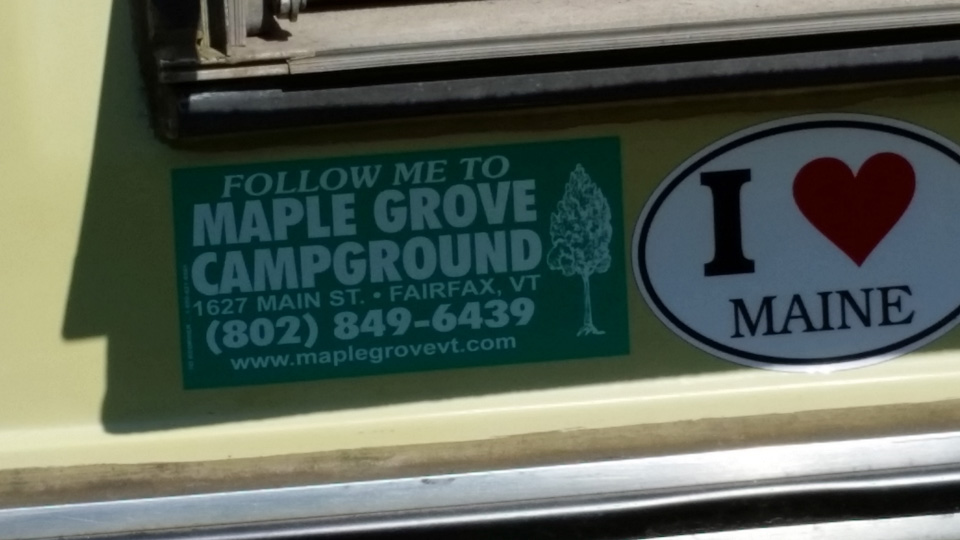 FOLLOW ME TO
MAPLE GROVE
CAMPGROUND
1627 MAIN ST. • FAIRFAX, VT
(802) 849-6439
www.maplegrovevt.com
I ❤
MAINE